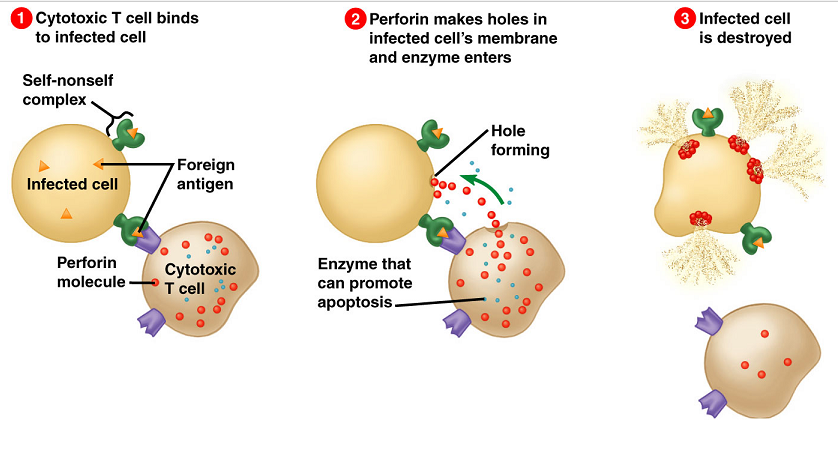 1 Cytotoxic T cell binds
to infected cell
2 Perforin makes holes in
infected cell's membrane
and enzyme enters
3 Infected cell
is destroyed
Self-nonself
complex
Hole
forming
Foreign
antigen
Infected cell
Perforin
molecule
Cytotoxic
T cell
Enzyme that
can promote
apoptosis